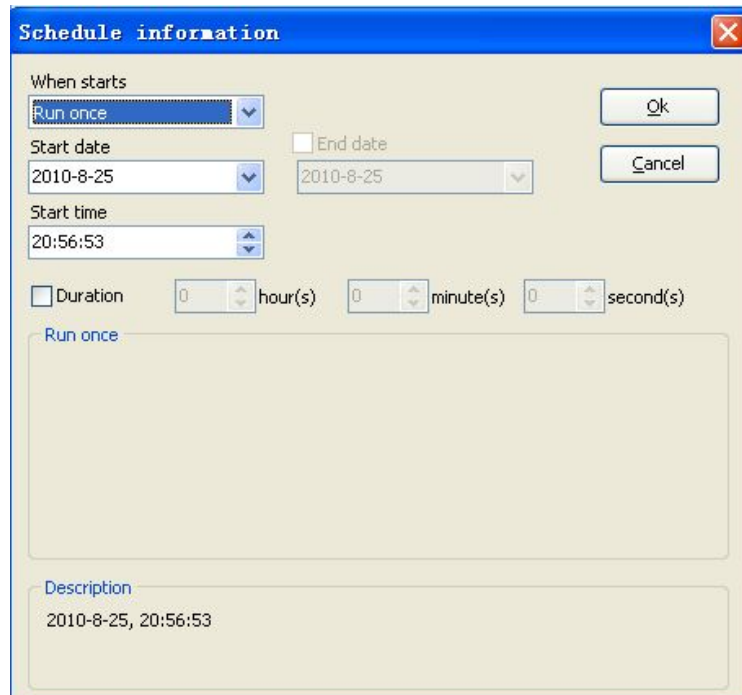 Schedule information
When starts
Run once
Ok
Start date
End date
2010-8-25
2010-8-25
Cancel
Start time
20:56:53
Duration 0 hour(s) 0 minute(s) 0 second(s)
Run once
Description
2010-8-25, 20:56:53